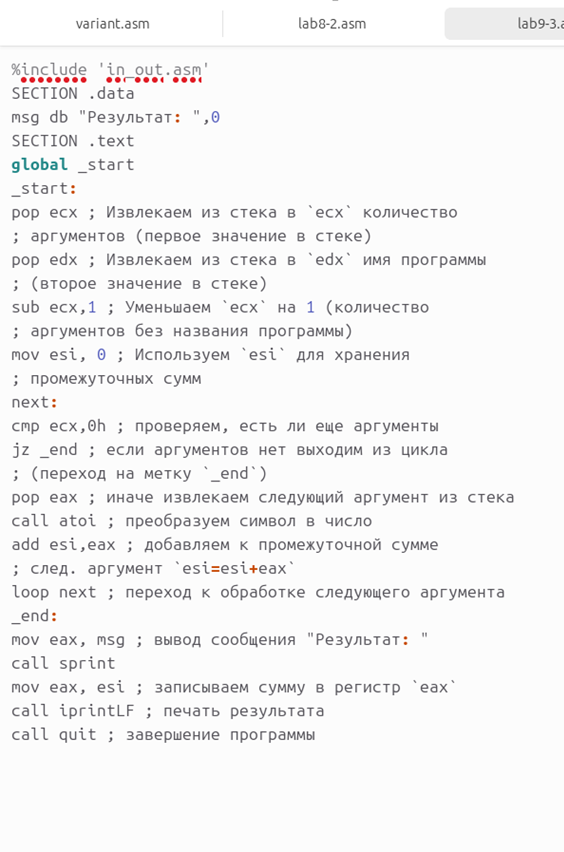 variant.asm
lab8-2.asm
lab9-3.a
%include 'in_out.asm'
SECTION .data
msg db "Результат: ",0
SECTION .text
global _start
_start:
pop ecx ; Извлекаем из стека в `ecx` количество
; аргументов (первое значение в стеке)
pop edx ; Извлекаем из стека в `edx` имя программы
; (второе значение в стеке)
sub ecx,1 ; Уменьшаем `ecx` на 1 (количество
; аргументов без названия программы)
mov esi, 0 ; Используем `esi` для хранения
; промежуточных сумм
next:
cmp ecx,0h ; проверяем, есть ли еще аргументы
jz _end ; если аргументов нет выходим из цикла
; (переход на метку `_end`)
pop eax ; иначе извлекаем следующий аргумент из стека
call atoi ; преобразуем символ в число
add esi,eax ; добавляем к промежуточной сумме
; след. аргумент `esi=esi+eax`
loop next ; переход к обработке следующего аргумента
_end:
mov eax, msg ; вывод сообщения "Результат: "
call sprint
mov eax, esi ; записываем сумму в регистр `eax`
call iprintLF ; печать результата
call quit ; завершение программы